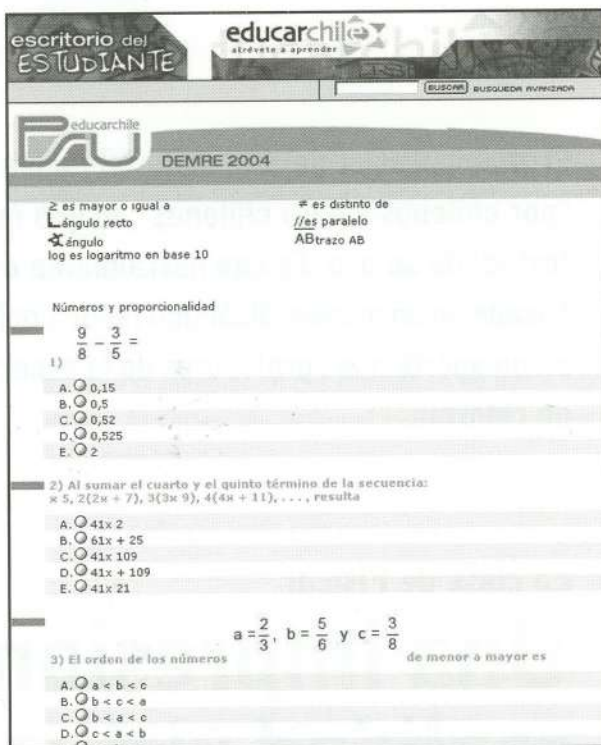 escritorio del
ESTUDIANTE
educarchile
atrévete a aprender
BUSCAR BUSQUEDA AVANZADA
educarchile
PSU
DEMRE 2004
≥ es mayor o igual a
≠ es distinto de
ángulo recto
//es paralelo
ángulo
AB trazo AB
log es logaritmo en base 10
Números y proporcionalidad
1) 9/8 - 3/5 =
A. 0,15
B. 0,5
C. 0,52
D. 0,525
E. 2
2) Al sumar el cuarto y el quinto término de la secuencia:
x 5, 2(2x + 7), 3(3x 9), 4(4x + 11), . . . , resulta
A. 41x 2
B. 61x + 25
C. 41x 109
D. 41x + 109
E. 41x 21
3) El orden de los números a = 2/3, b = 5/6 y c = 3/8 de menor a mayor es
A. a < b < c
B. b < c < a
C. b < a < c
D. c < a < b